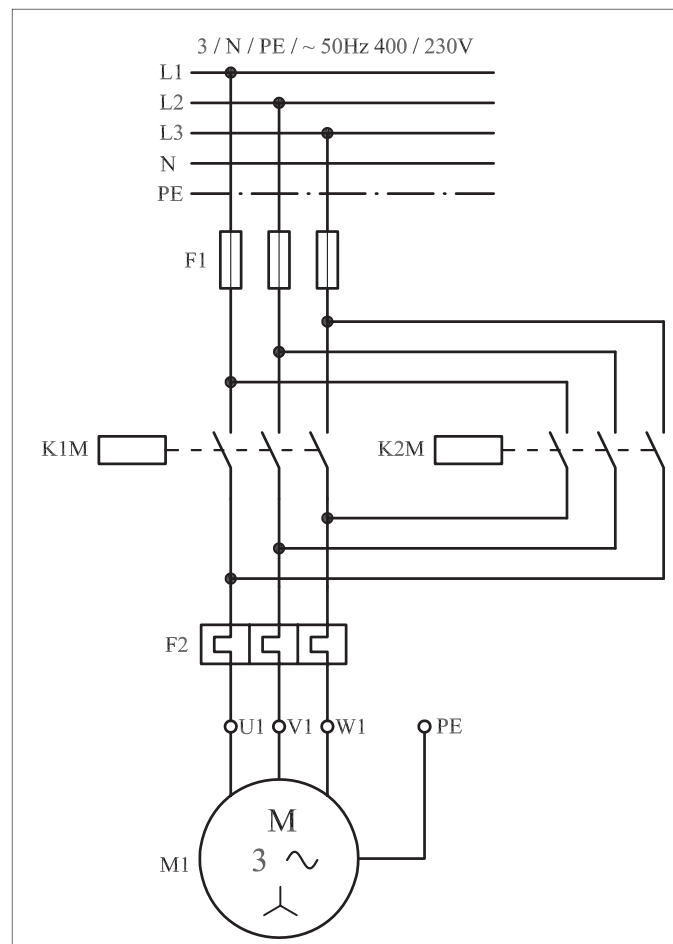 3 / N / PE / ~ 50Hz 400 / 230V
L1
L2
L3
N
PE
F1
K1M
K2M
F2
U1 V1 W1 PE
M
3
M1